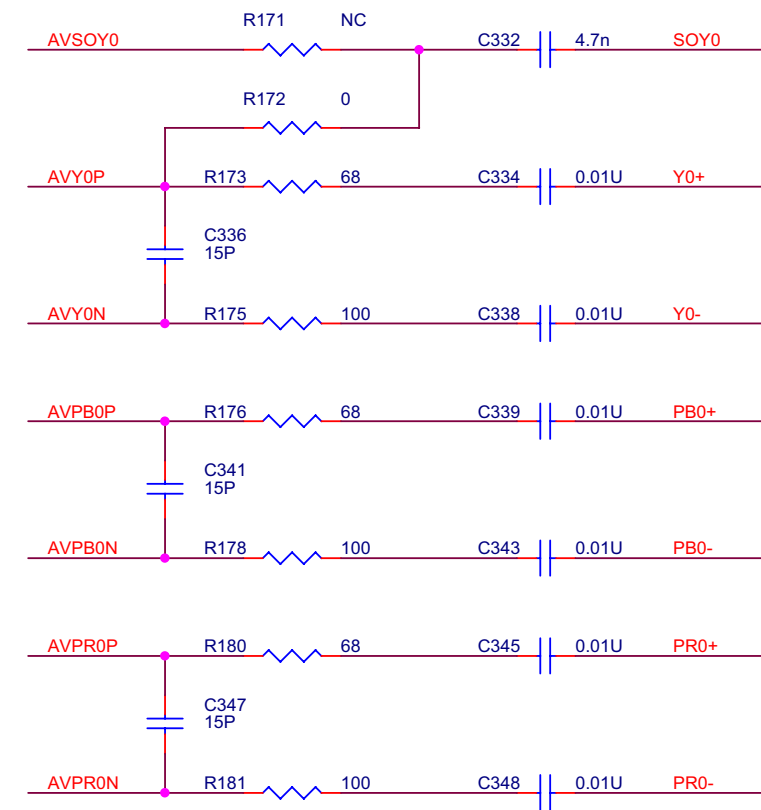 R171 NC
AVSOY0 C332 4.7n SOY0
R172 0
AVY0P R173 68 C334 0.01U Y0+
C336
15P
AVY0N R175 100 C338 0.01U Y0-
AVPB0P R176 68 C339 0.01U PB0+
C341
15P
AVPB0N R178 100 C343 0.01U PB0-
AVPR0P R180 68 C345 0.01U PR0+
C347
15P
AVPR0N R181 100 C348 0.01U PR0-